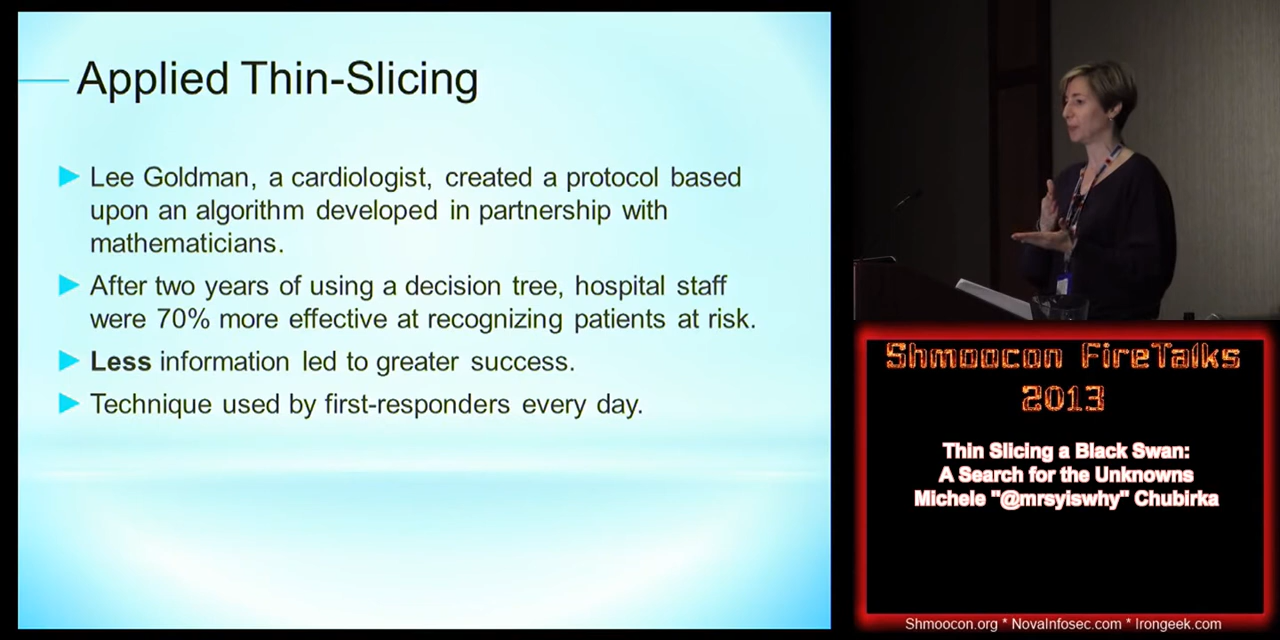 Applied Thin-Slicing
Lee Goldman, a cardiologist, created a protocol based
upon an algorithm developed in partnership with
mathematicians.
After two years of using a decision tree, hospital staff
were 70% more effective at recognizing patients at risk.
Less information led to greater success.
Technique used by first-responders every day.
Shmoocon FireTalks
2013
Thin Slicing a Black Swan:
A Search for the Unknowns
Michele "@mrsyiswhy" Chubirka
Shmoocon.org * NovaInfosec.com * Irongeek.com